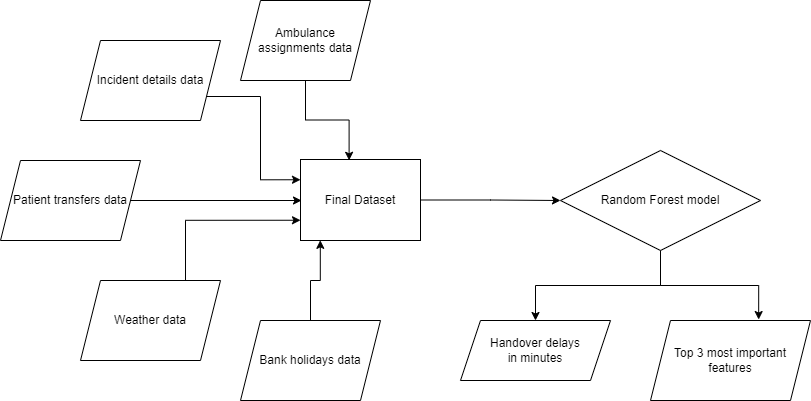 Ambulance
assignments data
Incident details data
Patient transfers data
Final Dataset
Random Forest model
Weather data
Bank holidays data
Handover delays
in minutes
Top 3 most important
features